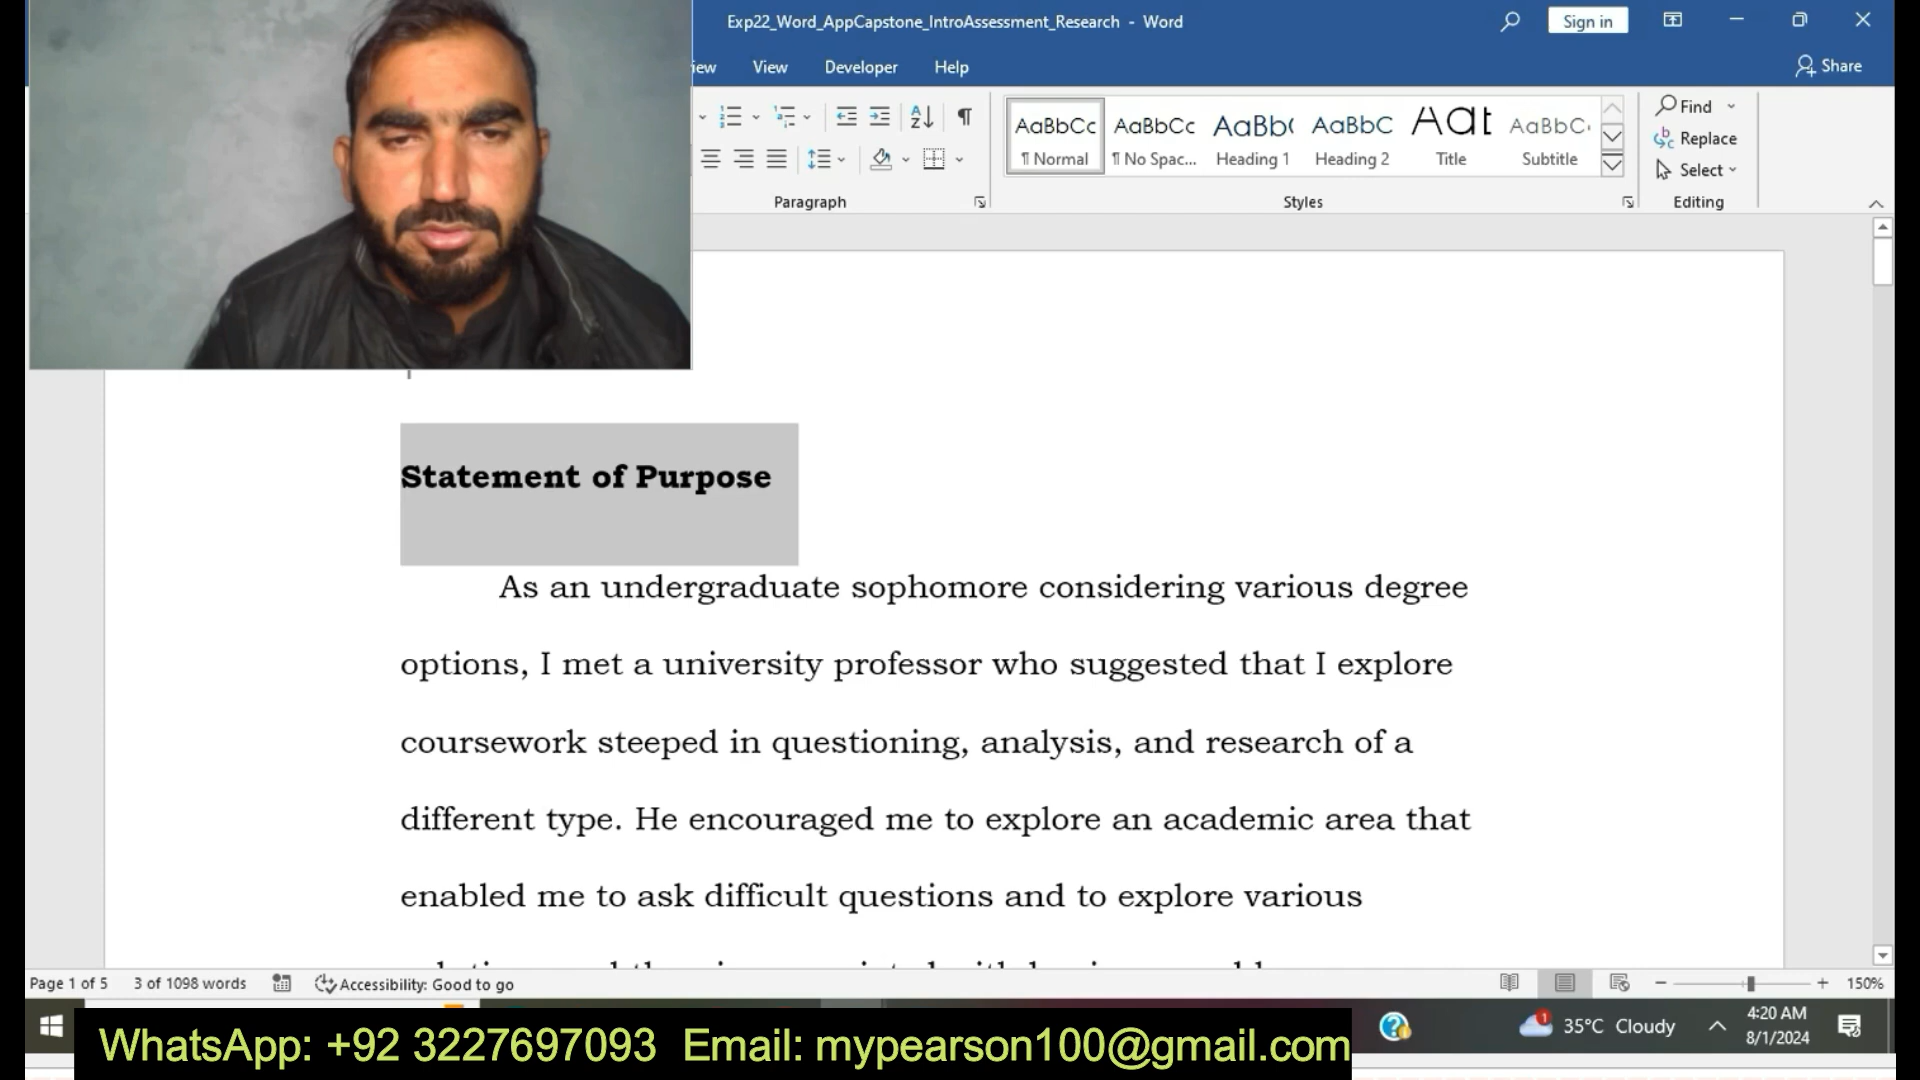 Exp22_Word_AppCapstone_IntroAssessment_Research - Word
Sign in
View
Developer
Help
Share
AaBbCc
¶ Normal
AaBbCc
¶ No Spac...
Heading 1
AaBbC
Heading 2
Title
Subtitle
Find
Replace
Select
Paragraph
Styles
Editing
Statement of Purpose
As an undergraduate sophomore considering various degree
options, I met a university professor who suggested that I explore
coursework steeped in questioning, analysis, and research of a
different type. He encouraged me to explore an academic area that
enabled me to ask difficult questions and to explore various
Page 1 of 5
3 of 1098 words
Accessibility: Good to go
150%
35°C Cloudy
4:20 AM
8/1/2024
WhatsApp: +92 3227697093 Email: mypearson100@gmail.com